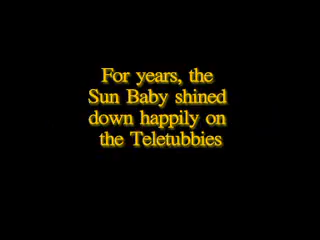 For years, the
Sun Baby shined
down happily on
the Teletubbies